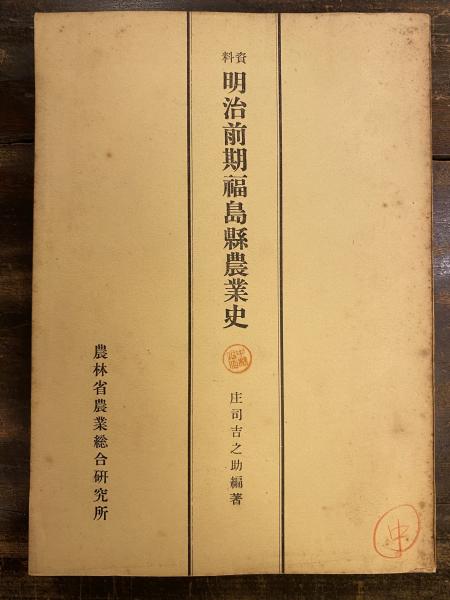 資料
明治前期福島縣農業史
庄司吉之助編著
農林省農業総合研究所
中